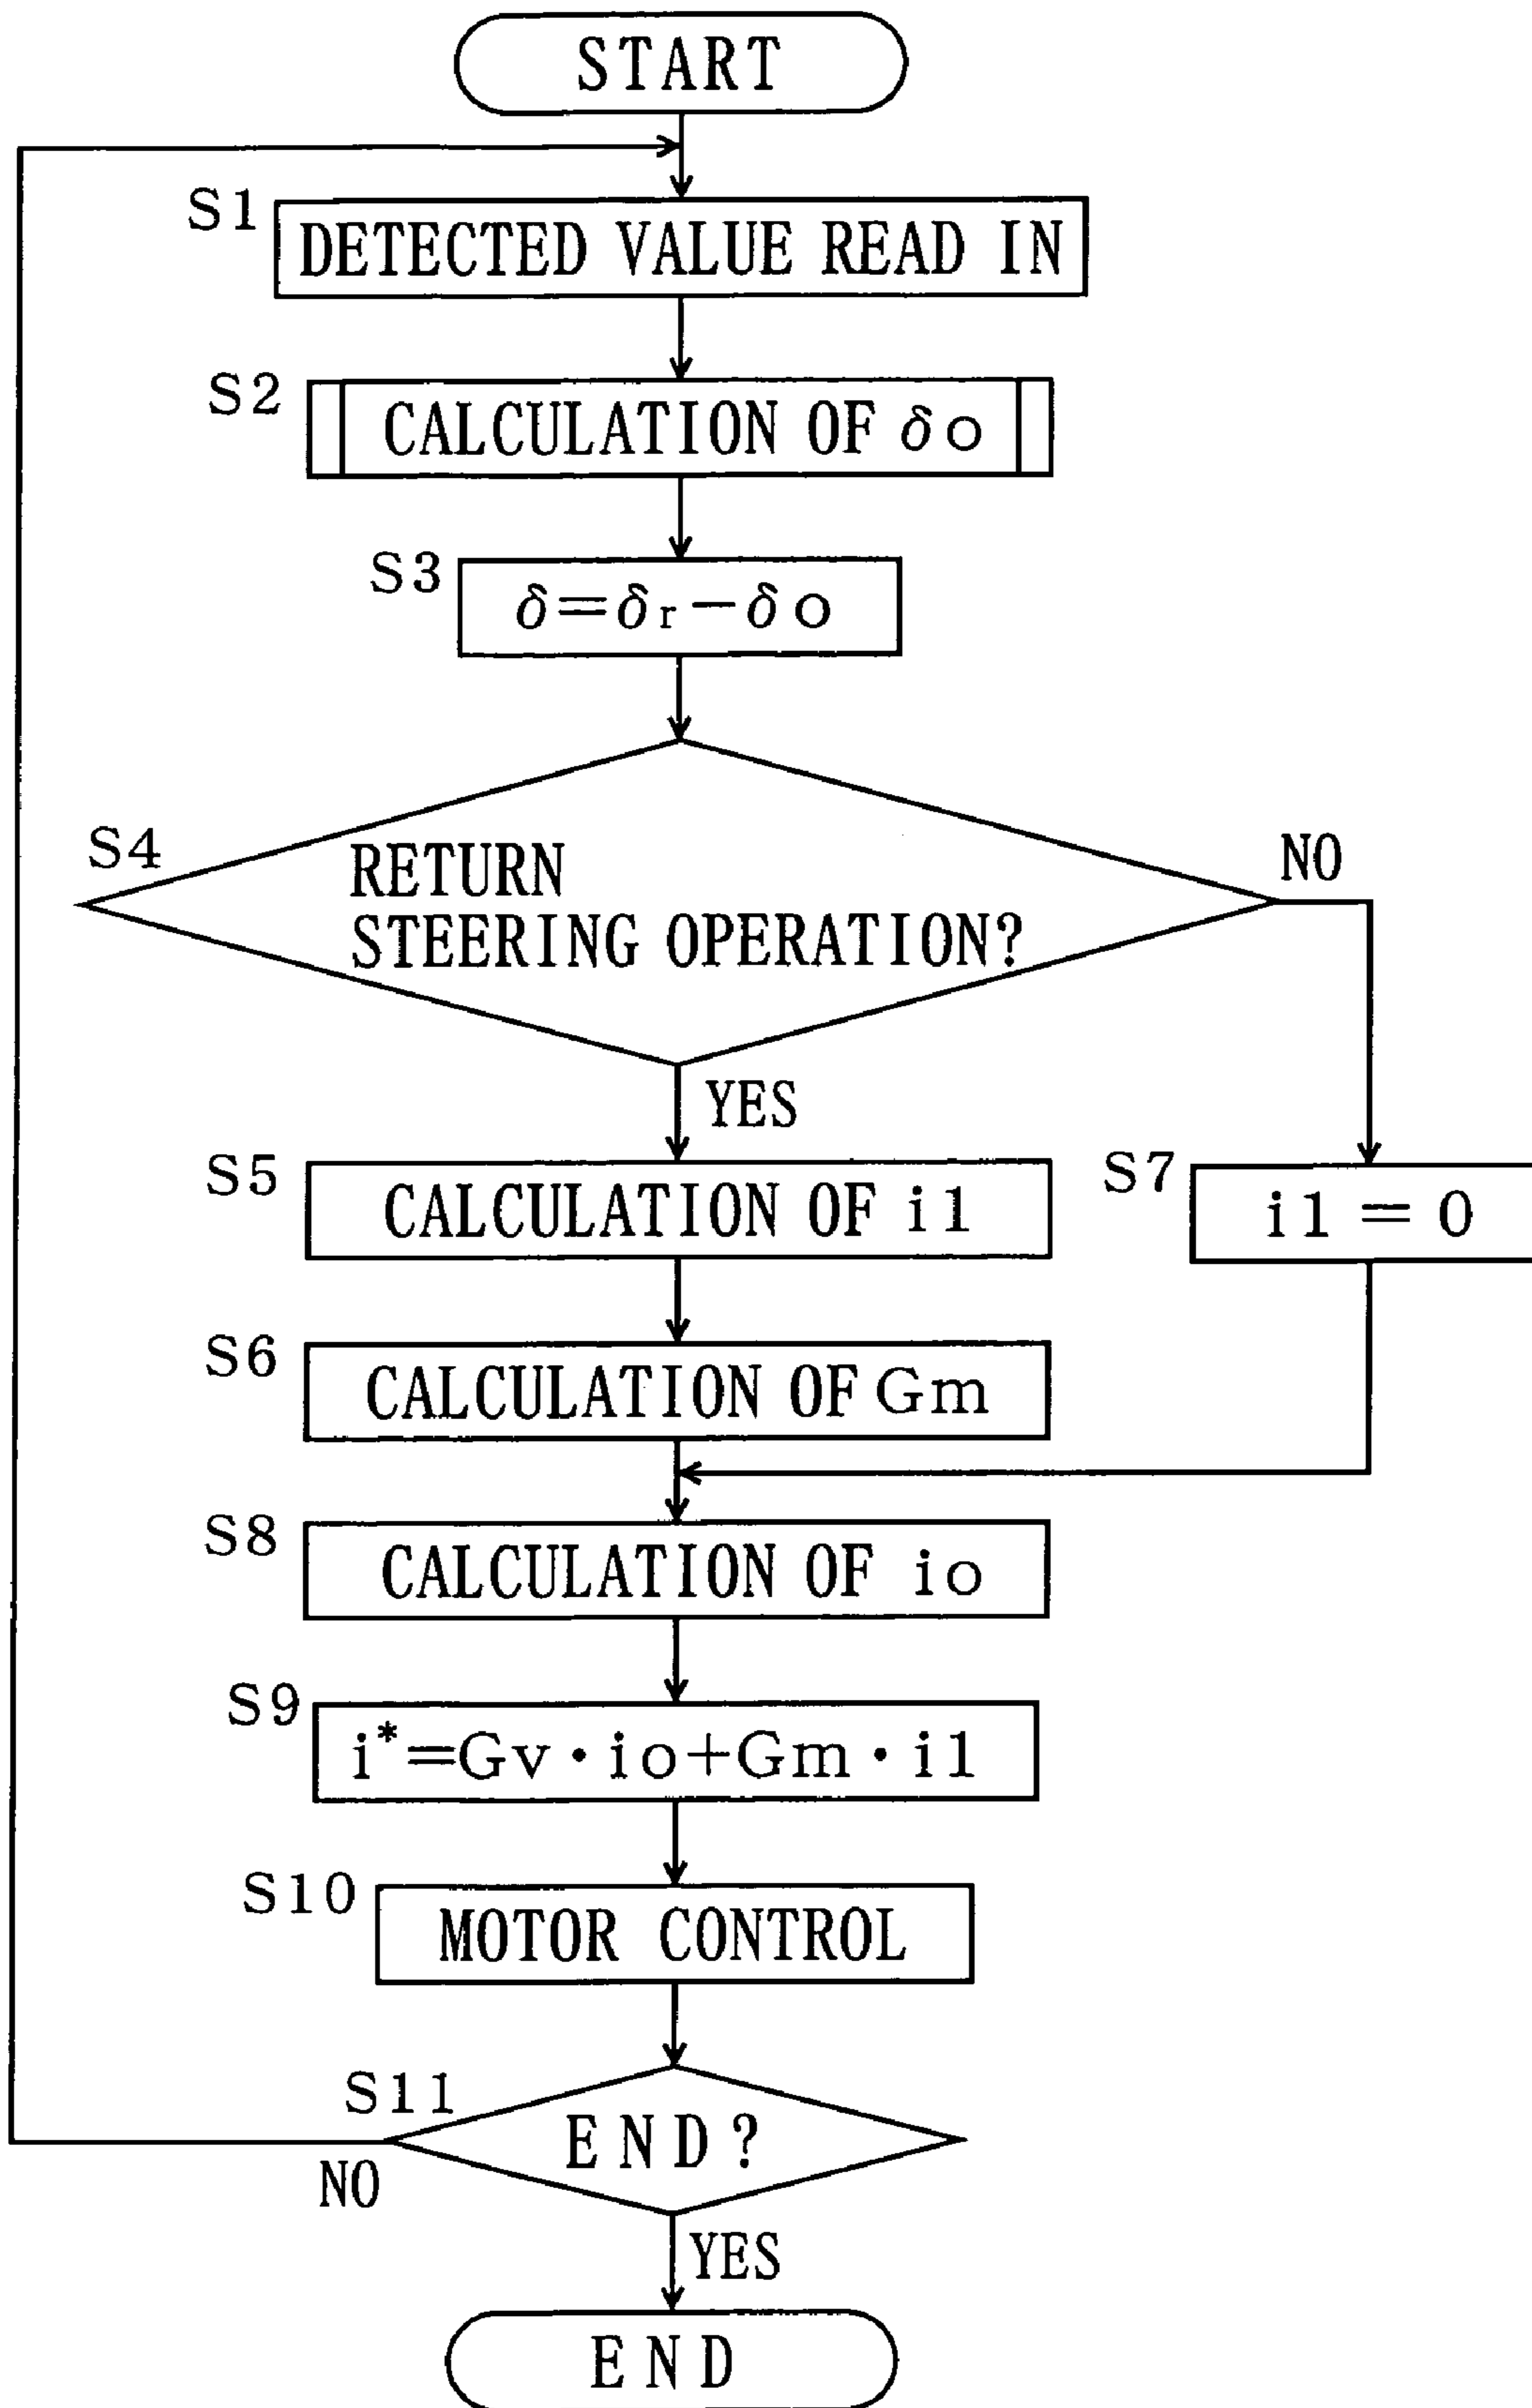 START
S1
DETECTED VALUE READ IN
S2
CALCULATION OF δo
S3
δ=δr−δo
S4
RETURN
STEERING OPERATION?
NO
YES
S5
CALCULATION OF i1
S7
i1=0
S6
CALCULATION OF Gm
S8
CALCULATION OF io
S9
i*=Gv·io+Gm·i1
S10
MOTOR CONTROL
S11
END?
NO
YES
END